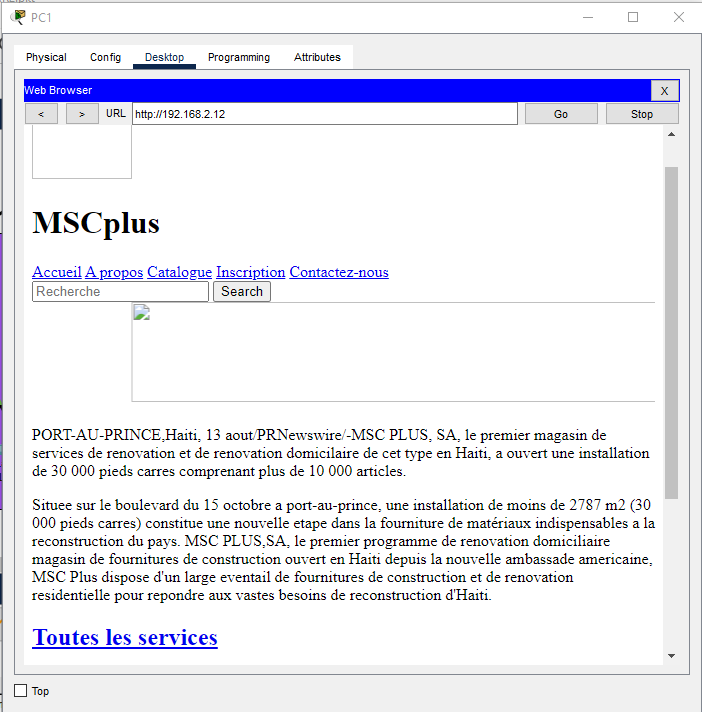 PC1
Physical Config Desktop Programming Attributes
Web Browser X
< > URL http://192.168.2.12 Go Stop
MSCplus
Accueil A propos Catalogue Inscription Contactez-nous
Recherche Search
PORT-AU-PRINCE,Haiti, 13 aout/PRNewswire/-MSC PLUS, SA, le premier magasin de
services de renovation et de renovation domicilaire de cet type en Haiti, a ouvert une installation
de 30 000 pieds carres comprenant plus de 10 000 articles.
Situee sur le boulevard du 15 octobre a port-au-prince, une installation de moins de 2787 m2 (30
000 pieds carres) constitue une nouvelle etape dans la fourniture de matériaux indispensables a la
reconstruction du pays. MSC PLUS,SA, le premier programme de renovation domiciliaire
magasin de fournitures de construction ouvert en Haiti depuis la nouvelle ambassade americaine,
MSC Plus dispose d'un large eventail de fournitures de construction et de renovation
residentielle pour repondre aux vastes besoins de reconstruction d'Haiti.
Toutes les services
Top